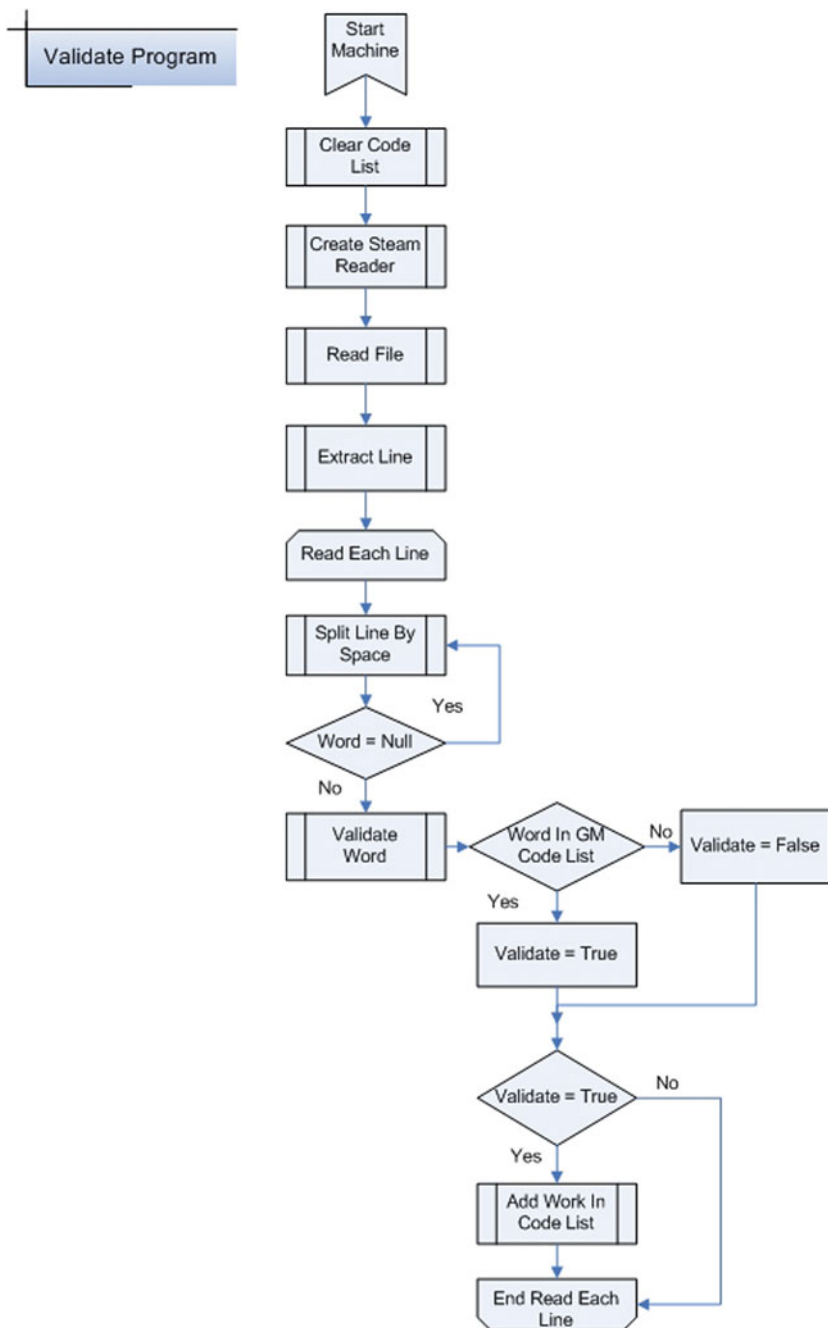 Validate Program
Start
Machine
Clear Code
List
Create Steam
Reader
Read File
Extract Line
Read Each Line
Split Line By
Space
Yes
Word = Null
No
Validate
Word
Word In GM
Code List
No
Validate = False
Yes
Validate = True
Validate = True
No
Yes
Add Work In
Code List
End Read Each
Line